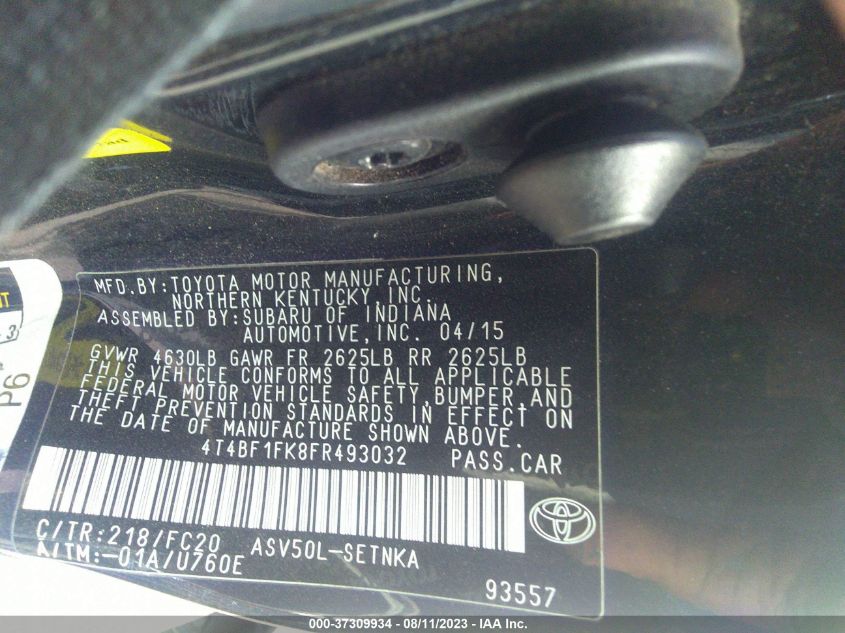 MFD.BY:TOYOTA MOTOR MANUFACTURING,
NORTHERN KENTUCKY,INC.
ASSEMBLED BY:SUBARU OF INDIANA
AUTOMOTIVE,INC. 04/15
GVWR 4630LB GAWR FR 2625LB RR 2625LB
THIS VEHICLE CONFORMS TO ALL APPLICABLE
FEDERAL MOTOR VEHICLE SAFETY,BUMPER,AND
THEFT PREVENTION STANDARDS IN EFFECT ON
THE DATE OF MANUFACTURE SHOWN ABOVE.
4T4BF1FK8FR493032 PASS.CAR
C/TR:218/FC20 ASV50L-SETNKA
A/TM:-01A/U760E
93557
P6
000-37309934 - 08/11/2023 - IAA Inc.